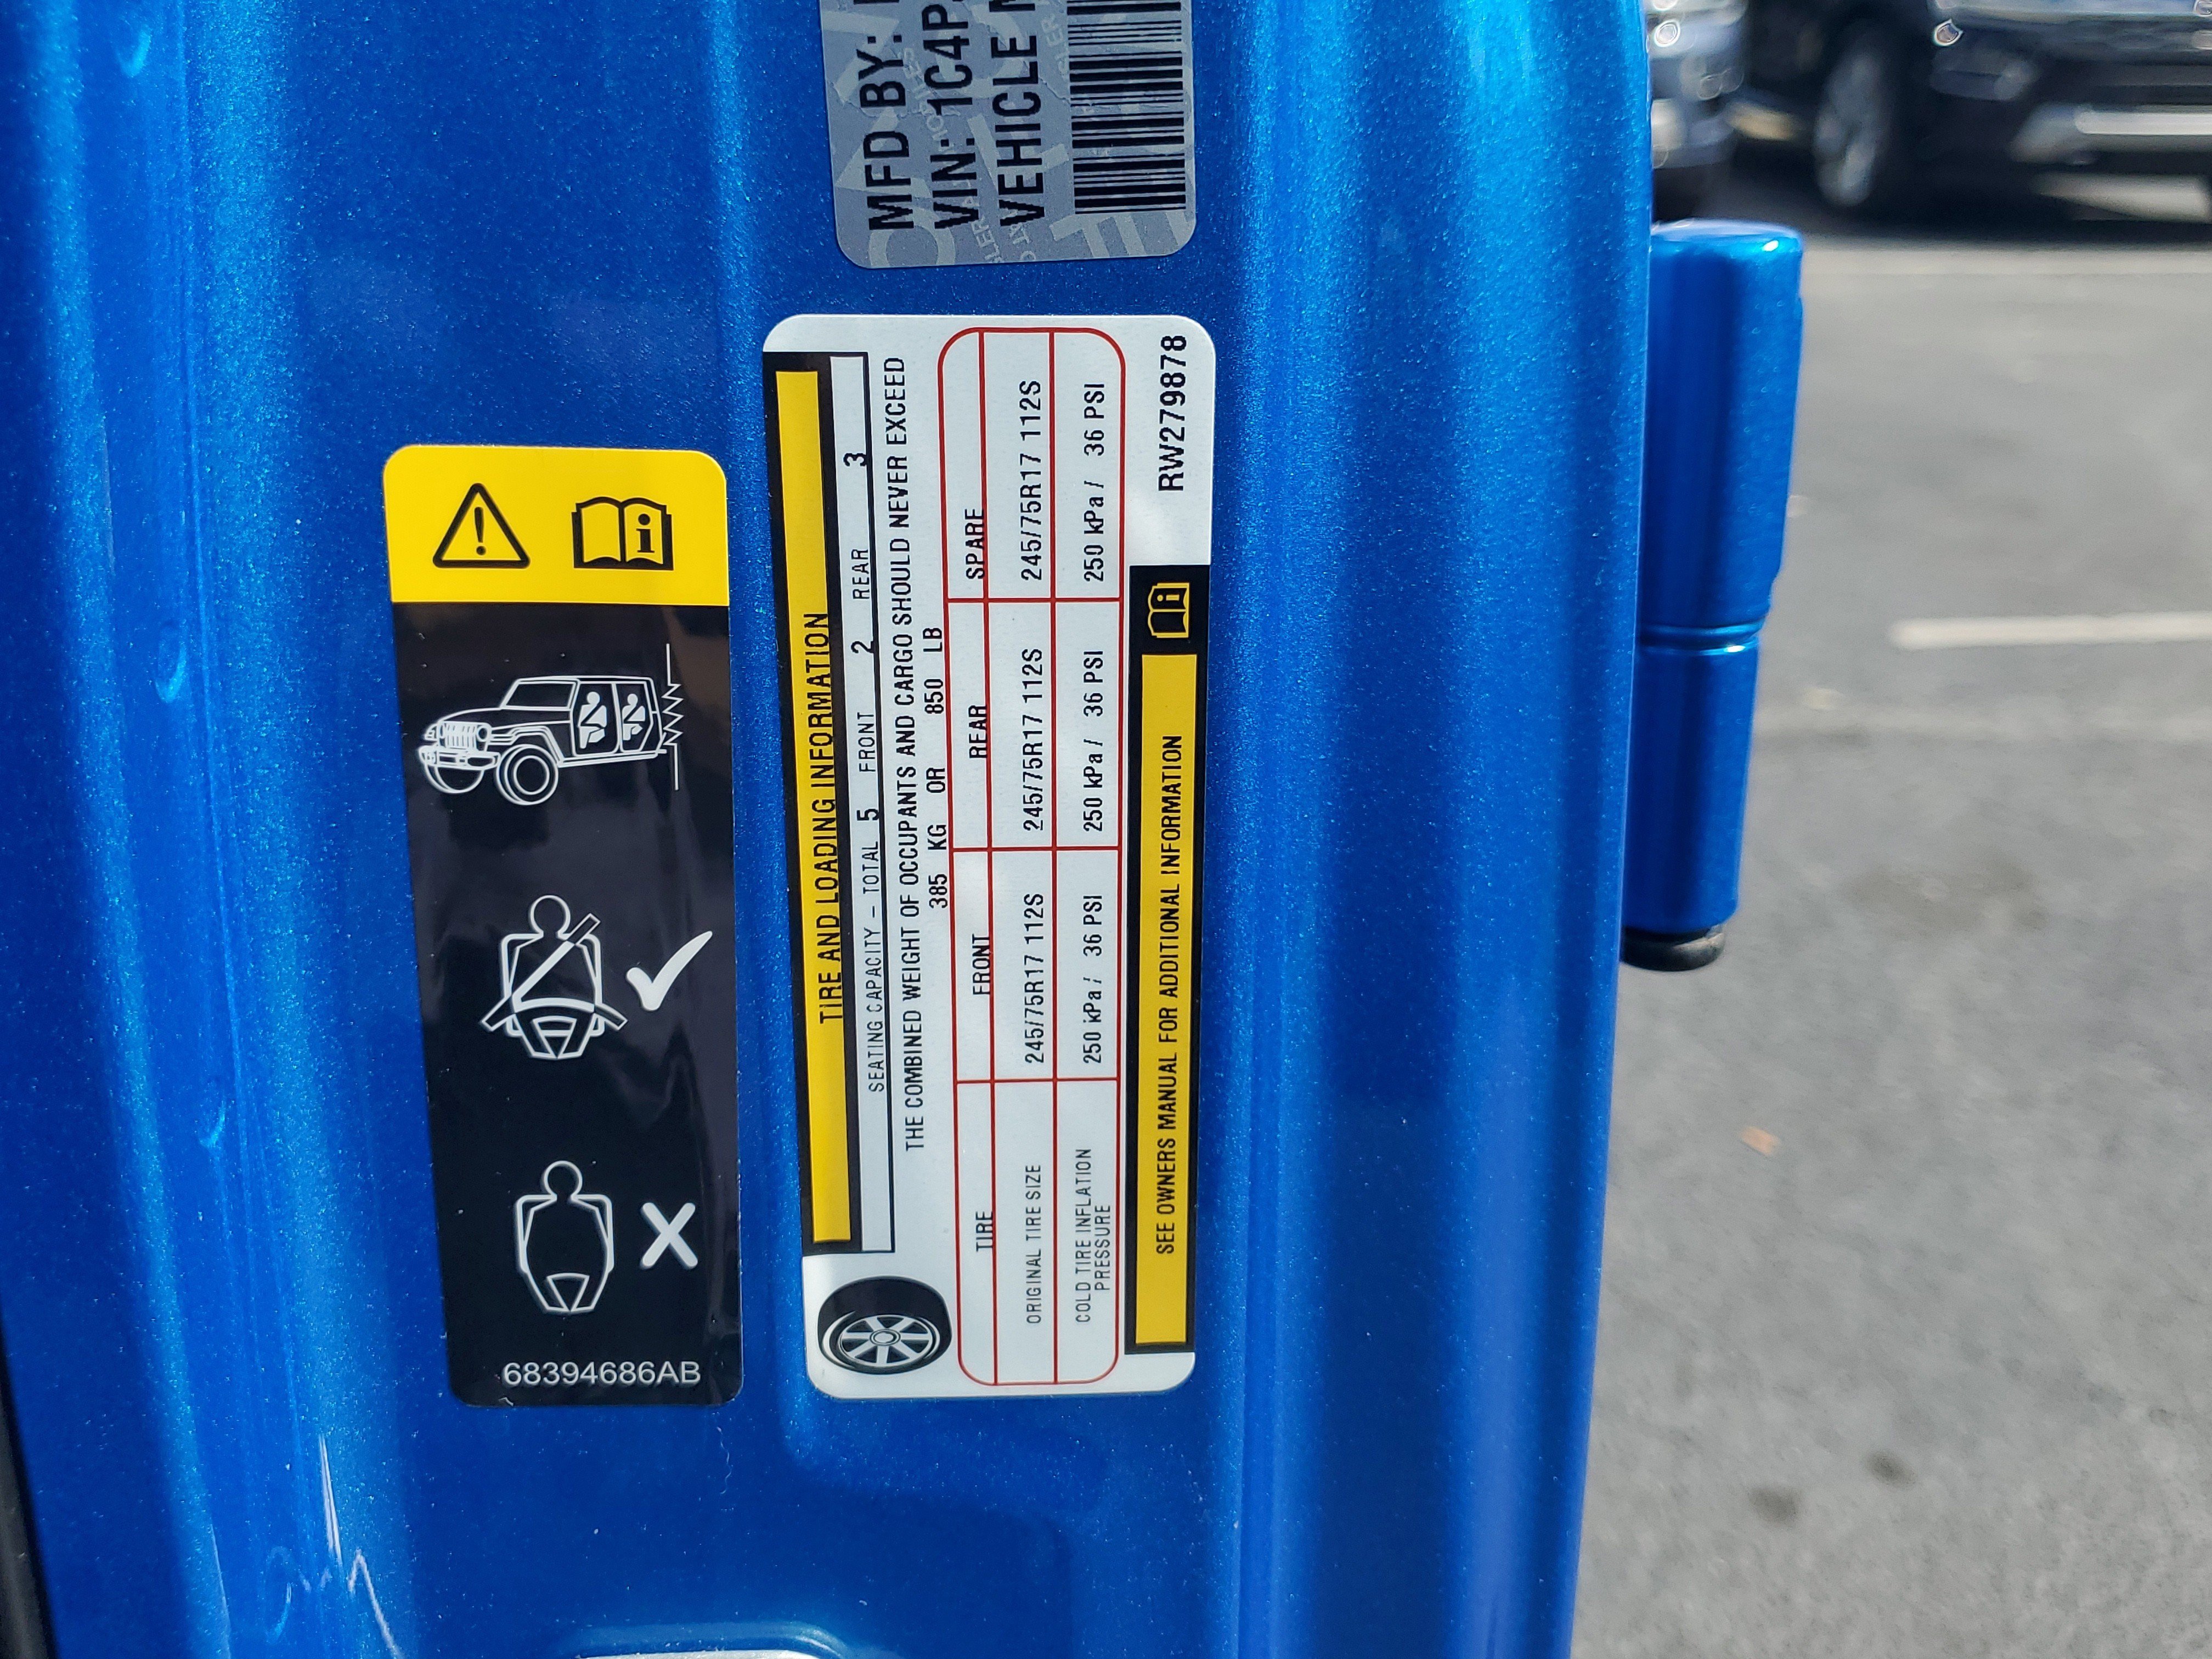 68394686AB
TIRE AND LOADING INFORMATION
SEATING CAPACITY – TOTAL 5 FRONT 2 REAR 3
THE COMBINED WEIGHT OF OCCUPANTS AND CARGO SHOULD NEVER EXCEED
385 KG OR 850 LB
TIRE FRONT REAR SPARE
ORIGINAL TIRE SIZE 245/75R17 112S 245/75R17 112S 245/75R17 112S
COLD TIRE INFLATION
PRESSURE 250 kPa / 36 PSI 250 kPa / 36 PSI 250 kPa / 36 PSI
SEE OWNERS MANUAL FOR ADDITIONAL INFORMATION
RW279878
MFD BY:
VIN: 1C4P
VEHICLE